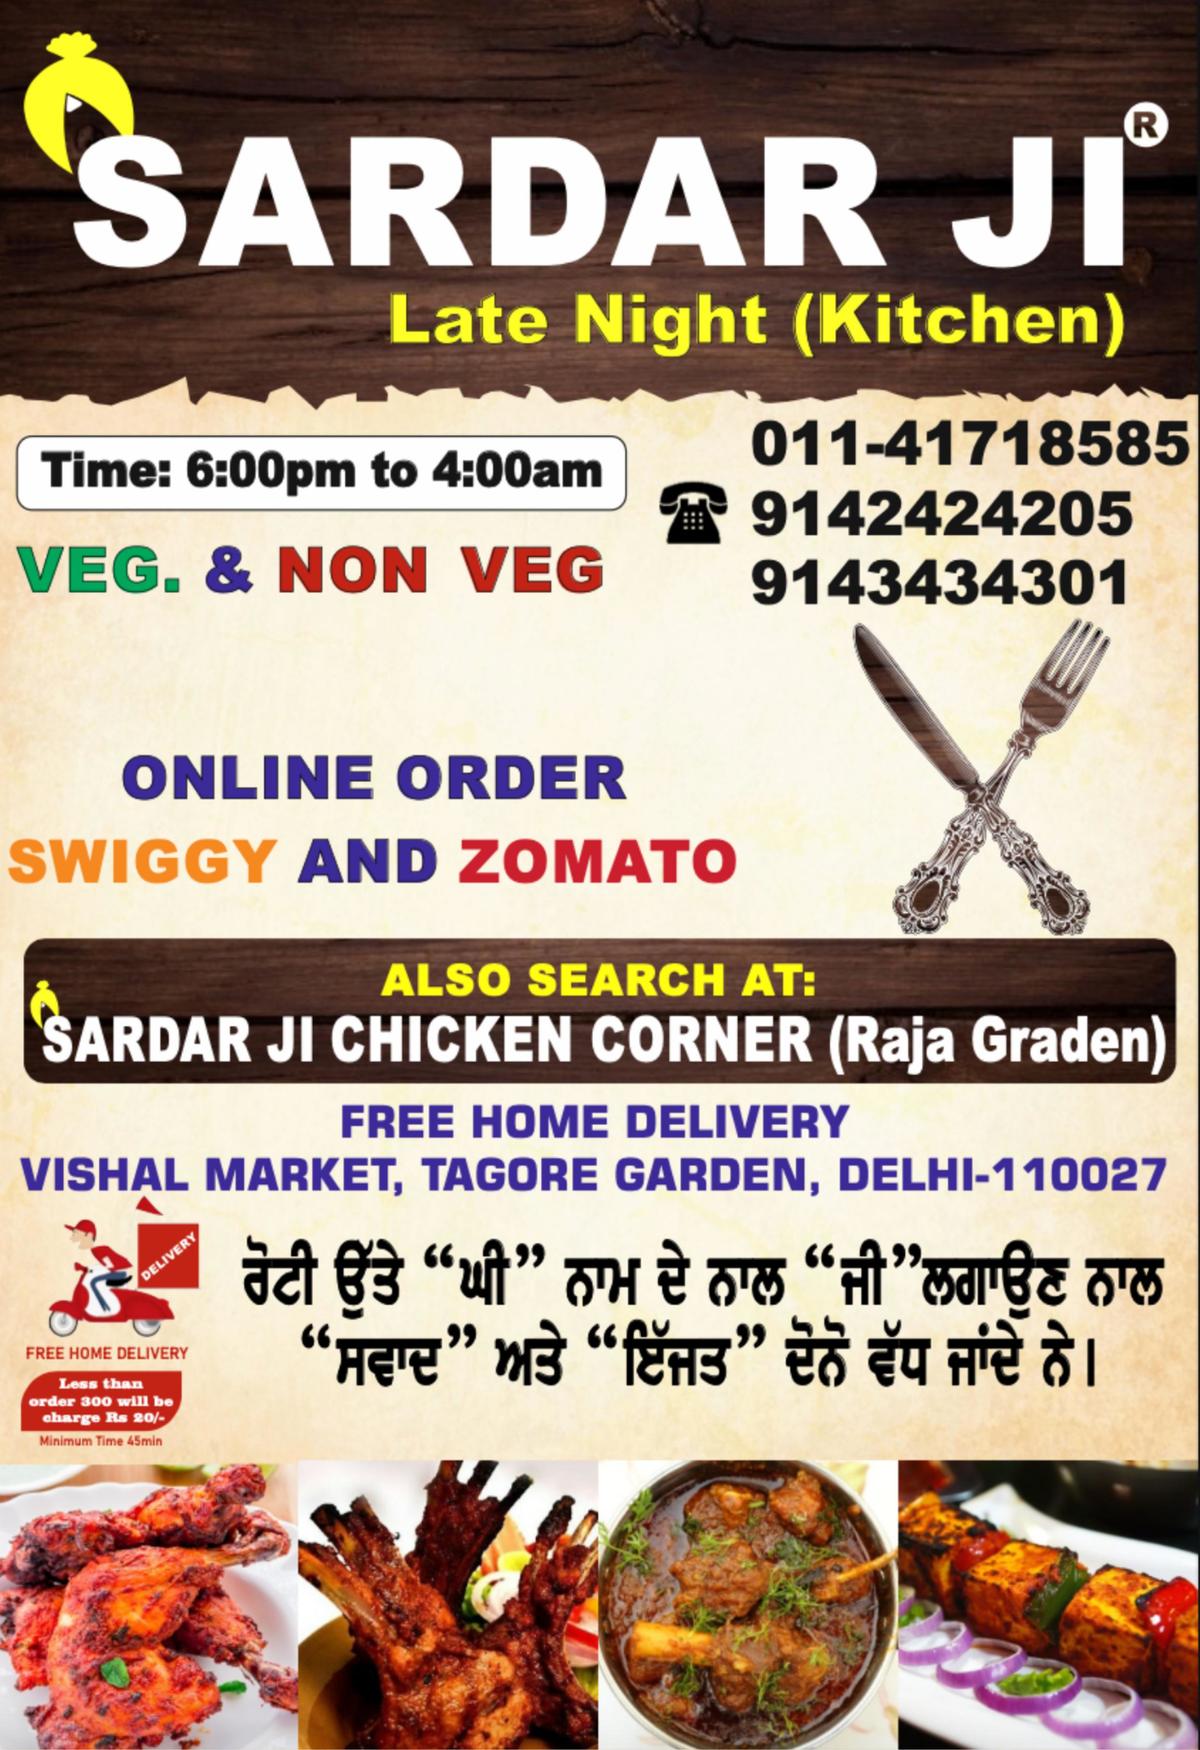 SARDAR JI
®
Late Night (Kitchen)
Time: 6:00pm to 4:00am
011-41718585
9142424205
9143434301
VEG. & NON VEG
ONLINE ORDER
SWIGGY AND ZOMATO
ALSO SEARCH AT:
SARDAR JI CHICKEN CORNER (Raja Graden)
FREE HOME DELIVERY
VISHAL MARKET, TAGORE GARDEN, DELHI-110027
DELIVERY
ਰੋਟੀ ਉੱਤੇ “ਘੀ” ਨਾਮ ਦੇ ਨਾਲ “ਜੀ”ਲਗਾਉਣ ਨਾਲ
“ਸਵਾਦ” ਅਤੇ “ਇੱਜਤ” ਦੋਨੋ ਵੱਧ ਜਾਂਦੇ ਨੇ।
FREE HOME DELIVERY
Less than
order 300 will be
charge Rs 20/-
Minimum Time 45min